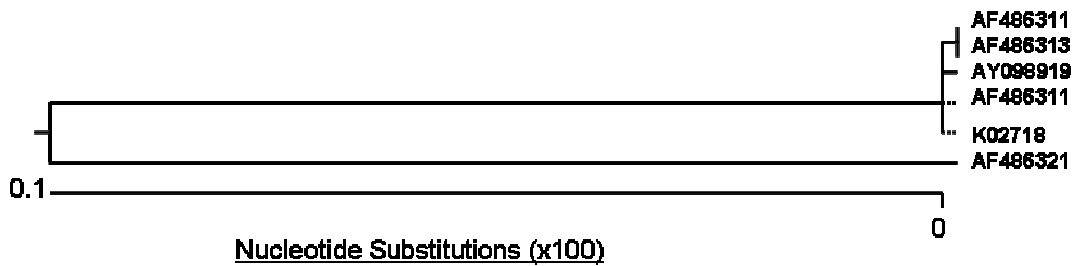 AF486311
AF486313
AY098919
AF486311
K02718
AF486321
0.1
0
Nucleotide Substitutions (x100)